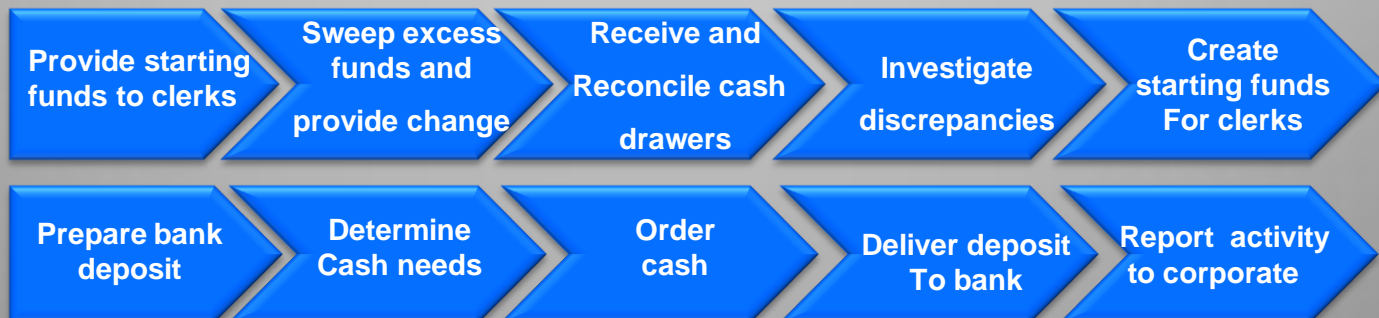 Provide starting
funds to clerks
Sweep excess
funds and
provide change
Receive and
Reconcile cash
drawers
Investigate
discrepancies
Create
starting funds
For clerks
Prepare bank
deposit
Determine
Cash needs
Order
cash
Deliver deposit
To bank
Report activity
to corporate